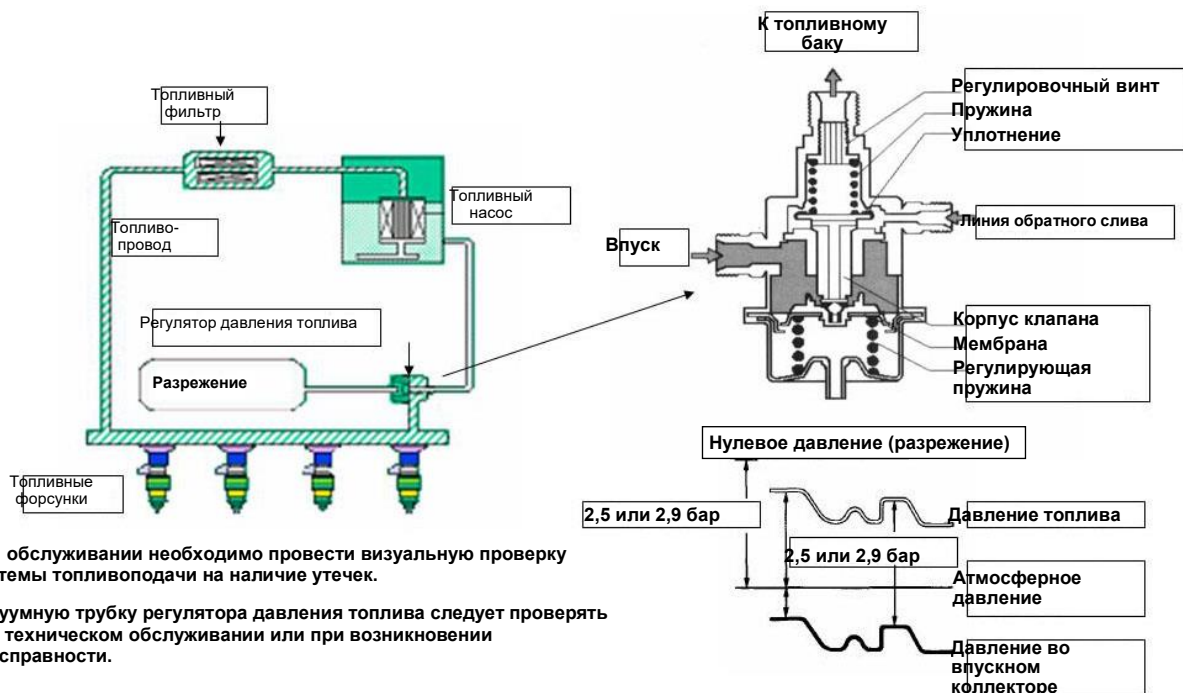 К топливному
баку
Регулировочный винт
Пружина
Уплотнение
Линия обратного слива
Впуск
Корпус клапана
Мембрана
Регулирующая
пружина
Топливный
фильтр
Топливный
насос
Топливо-
провод
Регулятор давления топлива
Разрежение
Топливные
форсунки
Нулевое давление (разрежение)
2,5 или 2,9 бар
2,5 или 2,9 бар
Давление топлива
Атмосферное
давление
Давление во
впускном
коллекторе
обслуживании необходимо провести визуальную проверку
темы топливоподачи на наличие утечек.
уумную трубку регулятора давления топлива следует проверять
техническом обслуживании или при возникновении
справности.